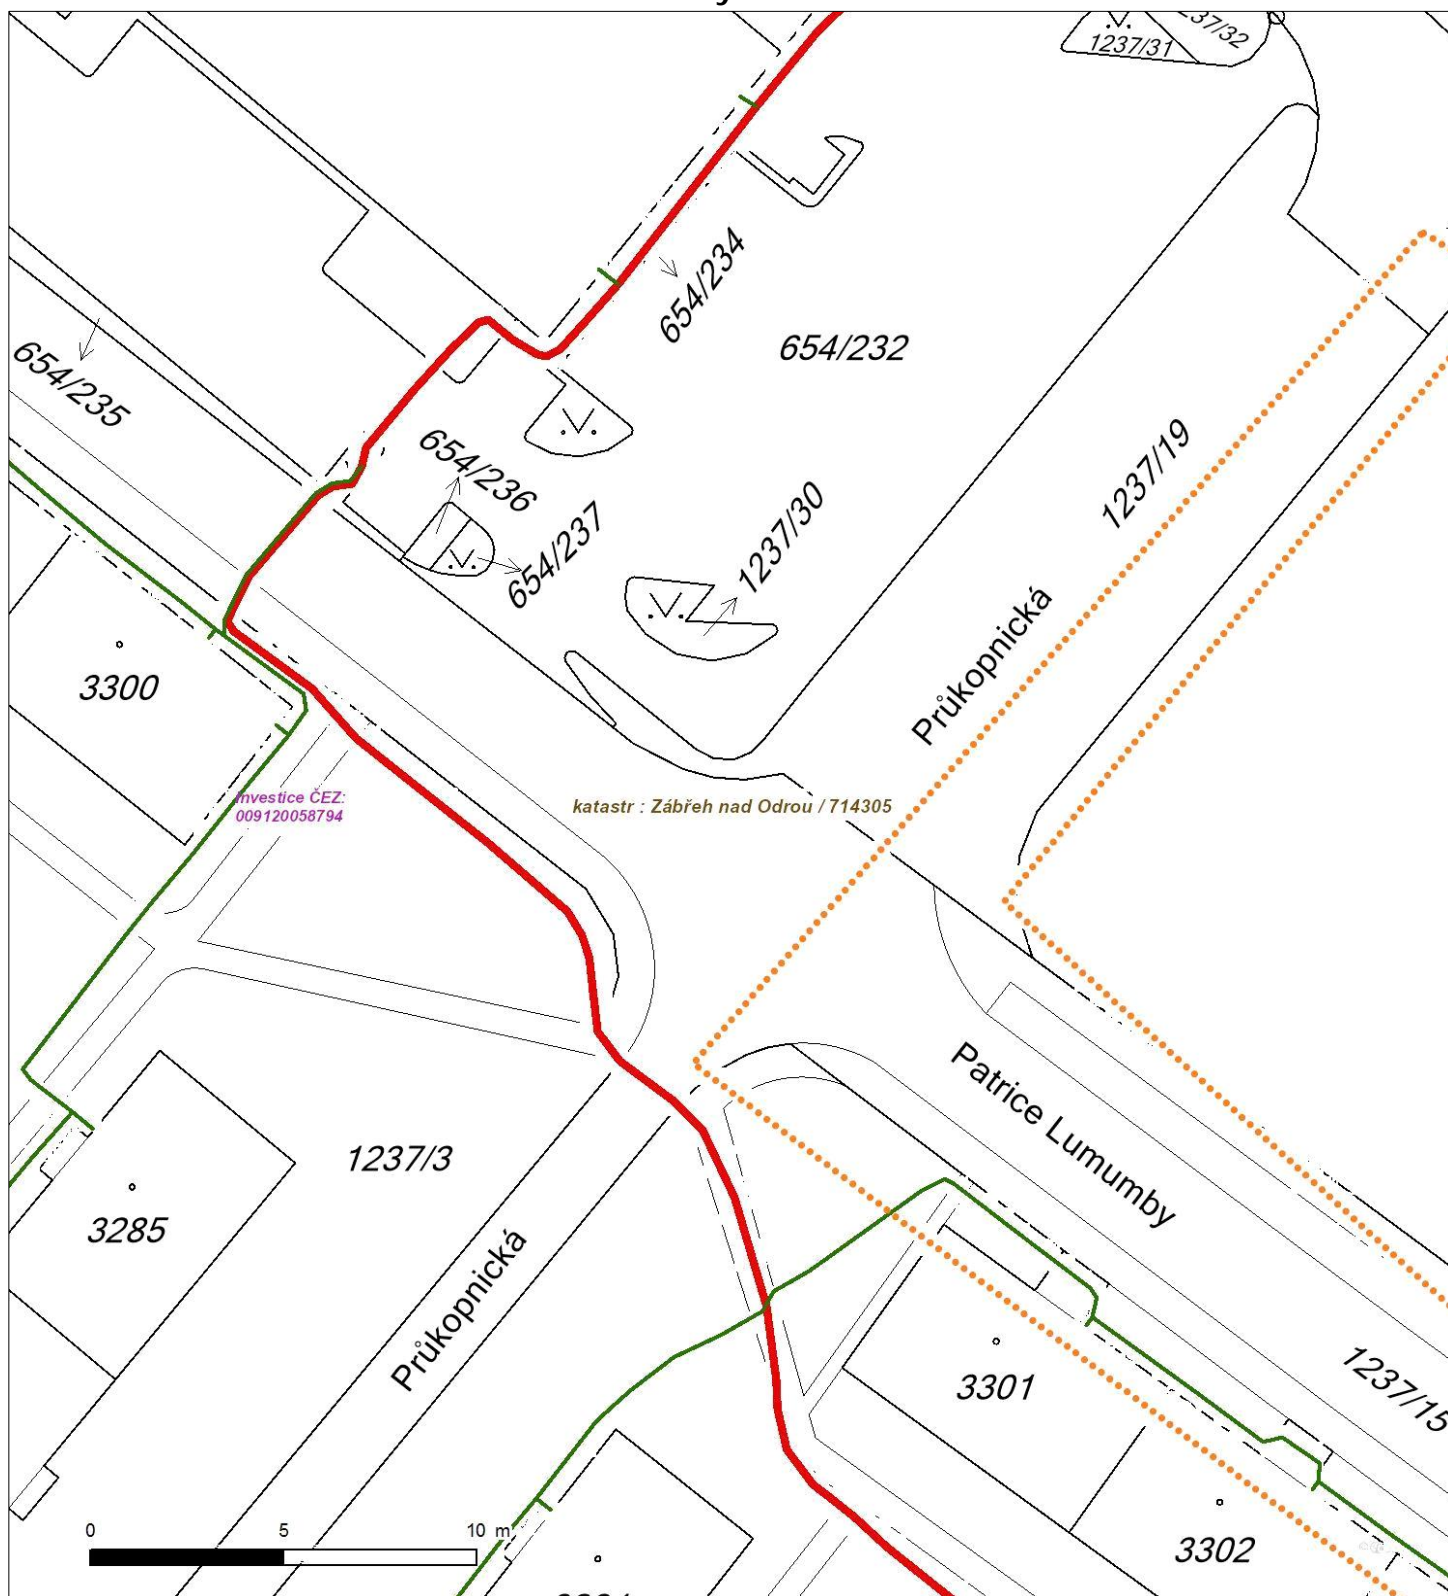 1237/31
237/32
654/234
654/232
654/235
654/236
654/237
1237/30
1237/19
Průkopnická
3300
Investice ČEZ:
009120058794
katastr : Zábřeh nad Odrou / 714305
Patrice Lumumby
1237/3
3285
Průkopnická
3301
1237/15
3302
0 5 10 m